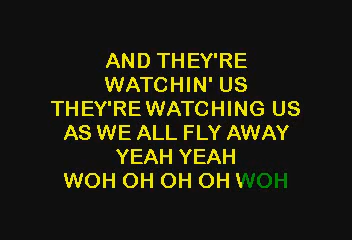 AND THEY'RE
WATCHIN' US
THEY'RE WATCHING US
AS WE ALL FLY AWAY
YEAH YEAH
WOH OH OH OH WOH